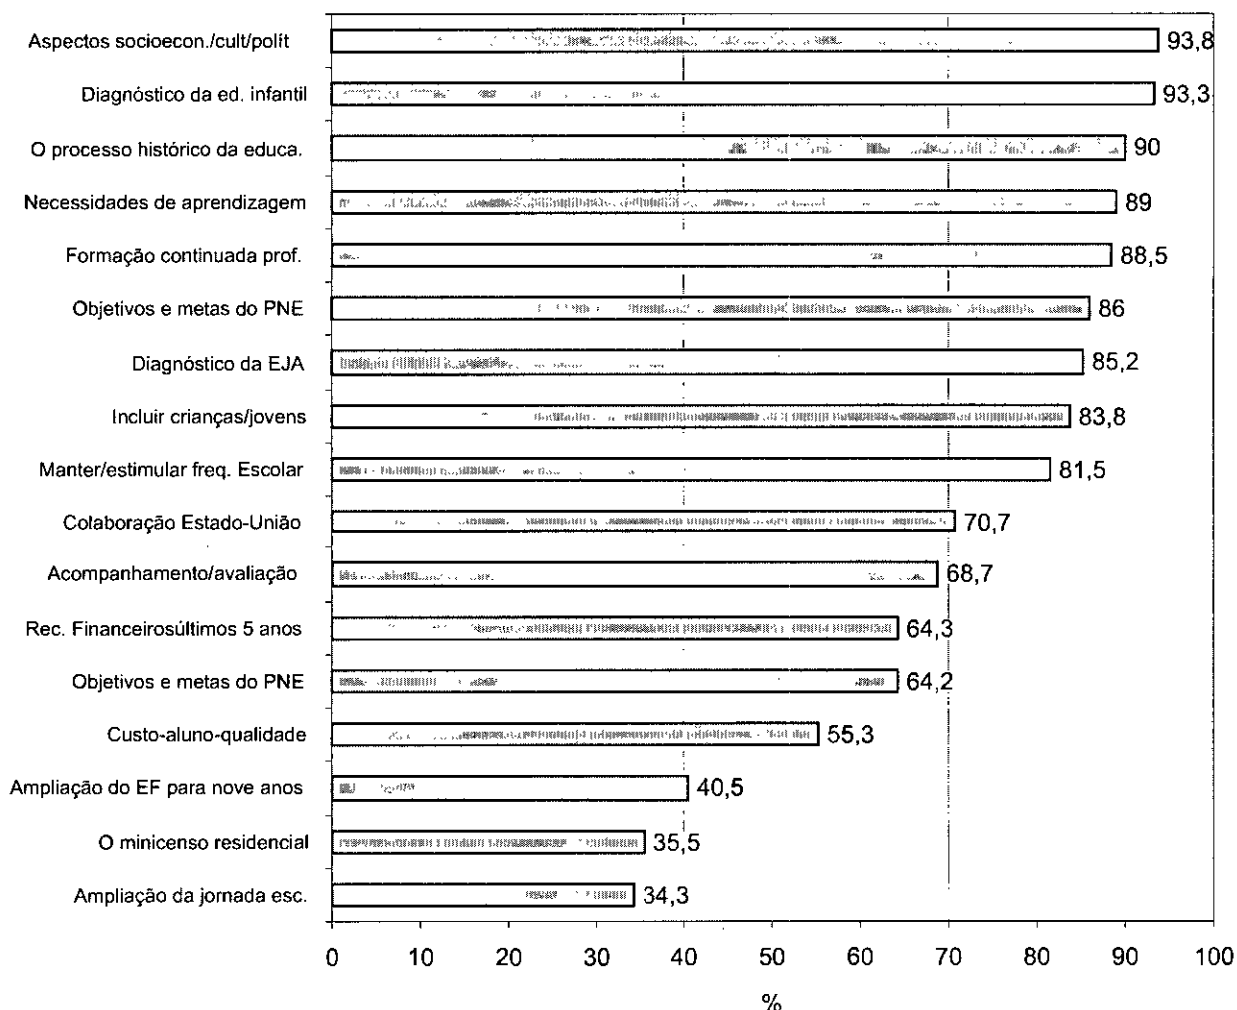 Aspectos socioecon./cult/polít 93,8
Diagnóstico da ed. infantil 93,3
O processo histórico da educa. 90
Necessidades de aprendizagem 89
Formação continuada prof. 88,5
Objetivos e metas do PNE 86
Diagnóstico da EJA 85,2
Incluir crianças/jovens 83,8
Manter/estimular freq. Escolar 81,5
Colaboração Estado-União 70,7
Acompanhamento/avaliação 68,7
Rec. Financeirosúltimos 5 anos 64,3
Objetivos e metas do PNE 64,2
Custo-aluno-qualidade 55,3
Ampliação do EF para nove anos 40,5
O minicenso residencial 35,5
Ampliação da jornada esc. 34,3
0 10 20 30 40 50 60 70 80 90 100
%